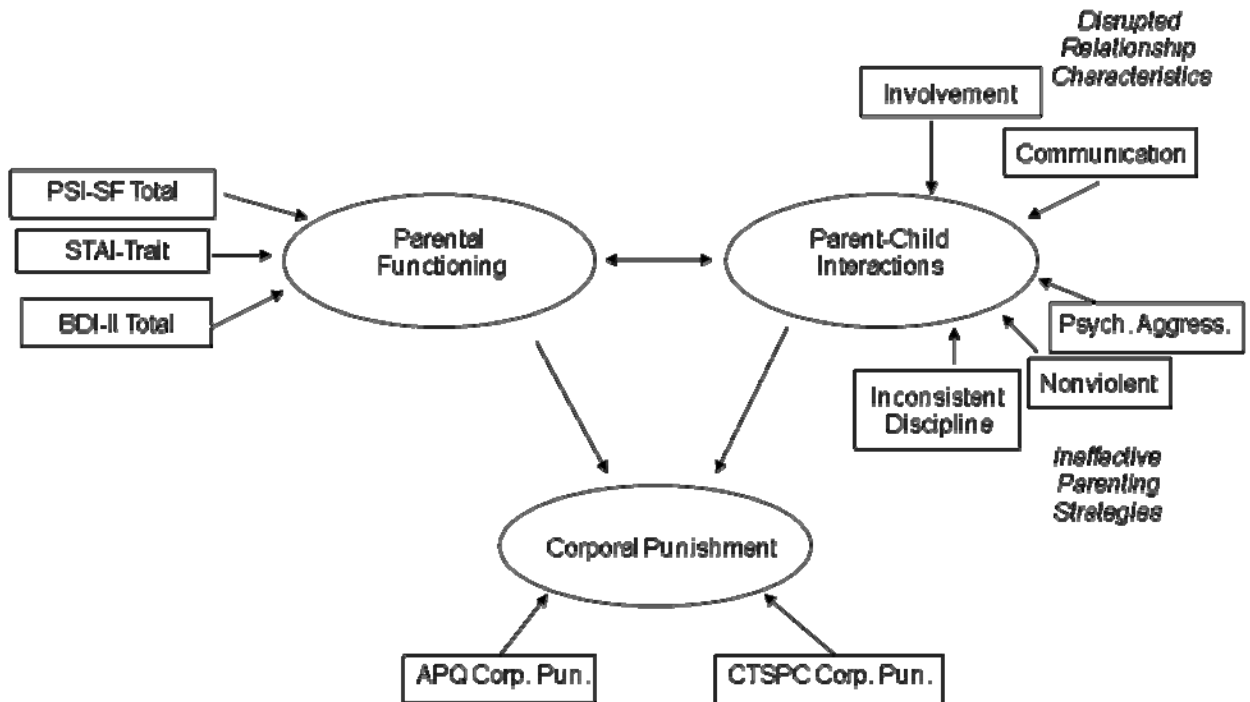 Disrupted
Relationship
Characteristics
Involvement
Communication
PSI-SF Total
STAI-Trait
BDI-II Total
Parental
Functioning
Parent-Child
Interactions
Psych. Aggress.
Nonviolent
Inconsistent
Discipline
Ineffective
Parenting
Strategies
Corporal Punishment
APQ Corp. Pun.
CTSPC Corp. Pun.